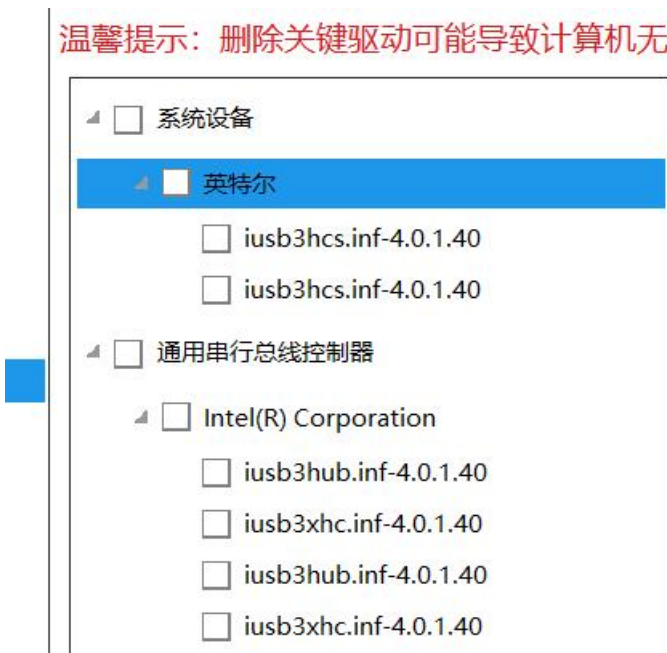 温馨提示：删除关键驱动可能导致计算机无
系统设备
英特尔
iusb3hcs.inf-4.0.1.40
iusb3hcs.inf-4.0.1.40
通用串行总线控制器
Intel(R) Corporation
iusb3hub.inf-4.0.1.40
iusb3xhc.inf-4.0.1.40
iusb3hub.inf-4.0.1.40
iusb3xhc.inf-4.0.1.40